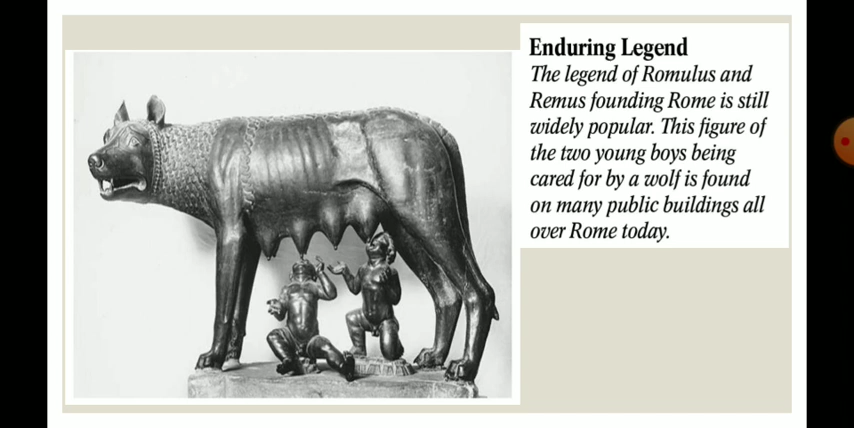 Enduring Legend
The legend of Romulus and
Remus founding Rome is still
widely popular. This figure of
the two young boys being
cared for by a wolf is found
on many public buildings all
over Rome today.